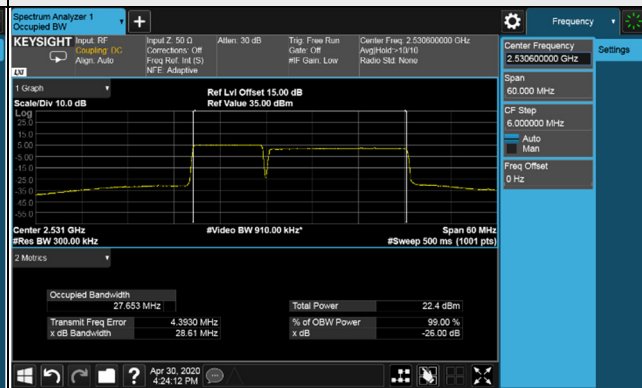 Spectrum Analyzer 1
Occupied BW
Frequency
KEYSIGHT
Input: RF
Coupling: DC
Align: Auto
Input Z: 50 Ω
Corrections: Off
Freq Ref: Int (S)
NFE: Adaptive
Atten: 30 dB
Trig: Free Run
Gate: Off
#IF Gain: Low
Center Freq: 2.530600000 GHz
Avg|Hold:>10/10
Radio Std: None
LXI
Center Frequency
2.530600000 GHz
Settings
Span
60.000 MHz
CF Step
6.000000 MHz
Auto
Man
Freq Offset
0 Hz
1 Graph
Scale/Div 10.0 dB
Ref Lvl Offset 15.00 dB
Ref Value 35.00 dBm
Log
25.0
15.0
5.00
-5.00
-15.0
-25.0
-35.0
-45.0
-55.0
Center 2.531 GHz
#Res BW 300.00 kHz
#Video BW 910.00 kHz*
Span 60 MHz
#Sweep 500 ms (1001 pts)
2 Metrics
Occupied Bandwidth
27.653 MHz
Total Power 22.4 dBm
Transmit Freq Error 4.3930 MHz
% of OBW Power 99.00 %
x dB Bandwidth 28.61 MHz
x dB -26.00 dB
?
Apr 30, 2020
4:24:12 PM